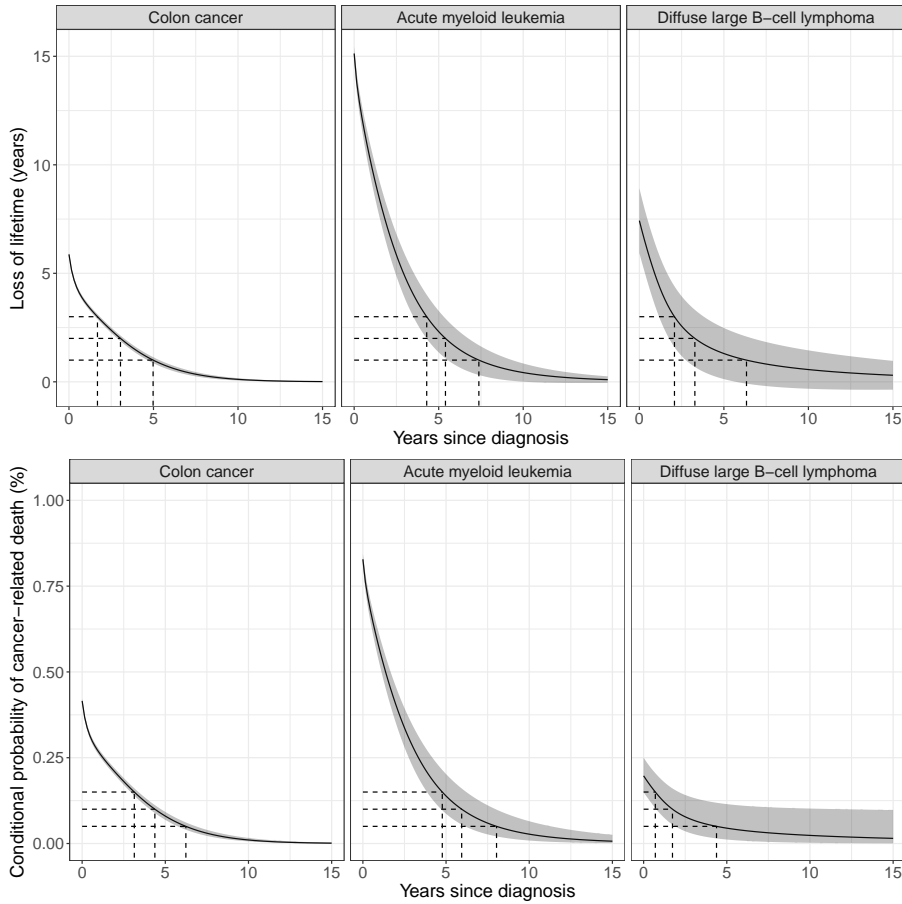 Colon cancer
Acute myeloid leukemia
Diffuse large B−cell lymphoma
Loss of lifetime (years)
15
10
5
0
0 5 10 15
0 5 10 15
0 5 10 15
Years since diagnosis
Colon cancer
Acute myeloid leukemia
Diffuse large B−cell lymphoma
Conditional probability of cancer−related death (%)
1.00
0.75
0.50
0.25
0.00
0 5 10 15
0 5 10 15
0 5 10 15
Years since diagnosis